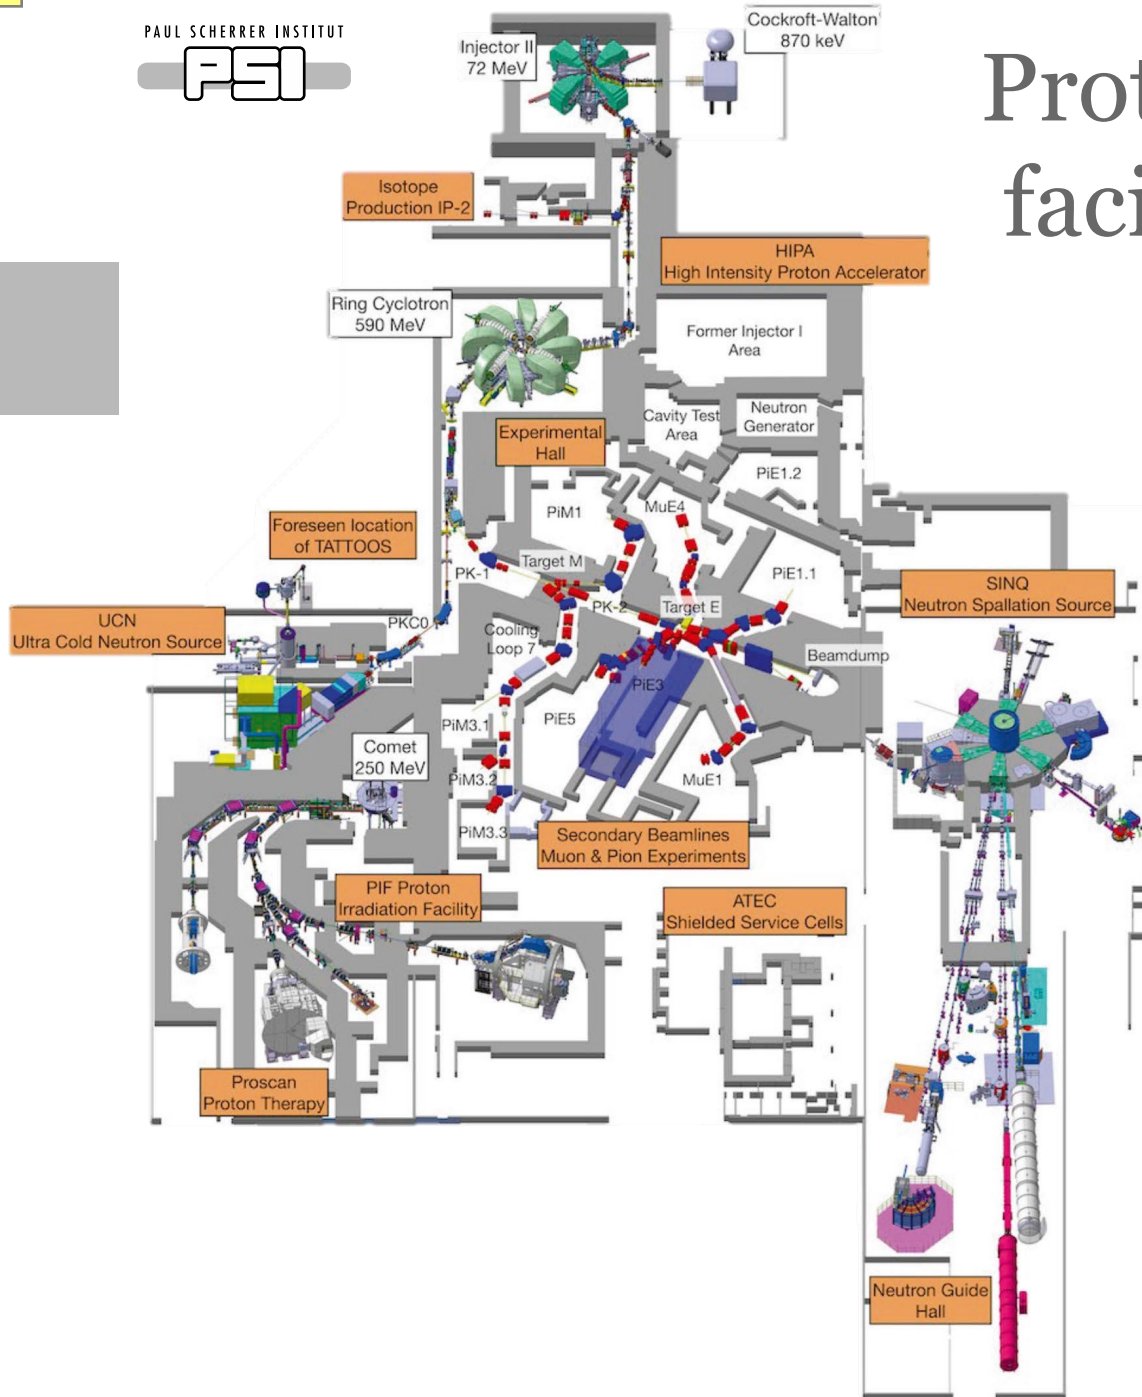 PAUL SCHERRER INSTITUT
PSI
Injector II
72 MeV
Cockroft-Walton
870 keV
Prot
faci
Isotope
Production IP-2
HIPA
High Intensity Proton Accelerator
Ring Cyclotron
590 MeV
Former Injector I
Area
Cavity Test
Area
Neutron
Generator
Experimental
Hall
PiE1.2
PiM1
MuE4
Foreseen location
of TATTOOS
Target M
PK-1
PiE1.1
SINQ
Neutron Spallation Source
UCN
Ultra Cold Neutron Source
PKC0
PK-2
Target E
Cooling
Loop 7
Beamdump
PiE3
PiM3.1
PiE5
Comet
250 MeV
PiM3.2
MuE1
PiM3.3
Secondary Beamlines
Muon & Pion Experiments
PIF Proton
Irradiation Facility
ATEC
Shielded Service Cells
Proscan
Proton Therapy
Neutron Guide
Hall